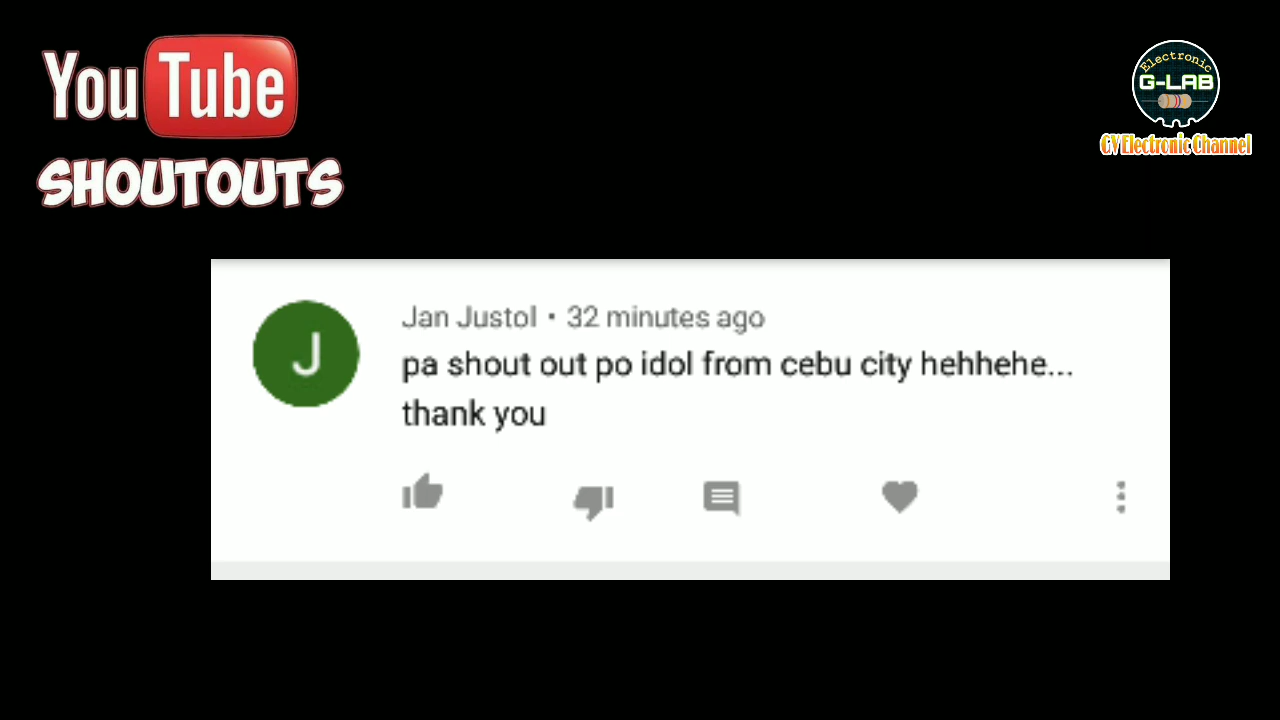 YouTube
SHOUTOUTS
Electronic
G-LAB
GV Electronic Channel
J
Jan Justol • 32 minutes ago
pa shout out po idol from cebu city hehhehe...
thank you